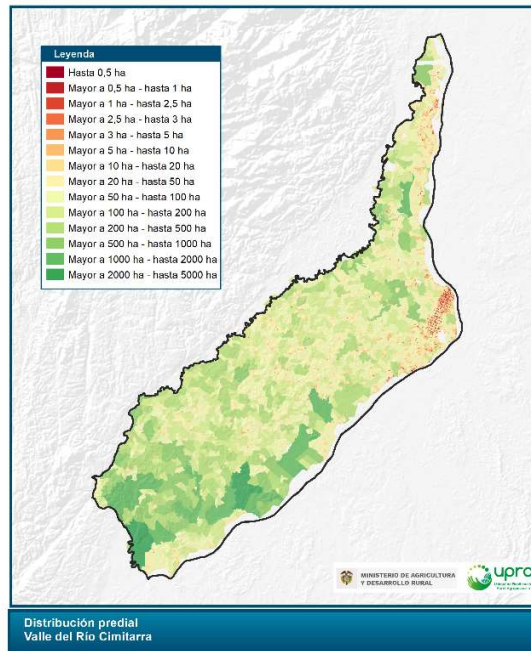 Leyenda
Hasta 0,5 ha
Mayor a 0,5 ha - hasta 1 ha
Mayor a 1 ha - hasta 2,5 ha
Mayor a 2,5 ha - hasta 3 ha
Mayor a 3 ha - hasta 5 ha
Mayor a 5 ha - hasta 10 ha
Mayor a 10 ha - hasta 20 ha
Mayor a 20 ha - hasta 50 ha
Mayor a 50 ha - hasta 100 ha
Mayor a 100 ha - hasta 200 ha
Mayor a 200 ha - hasta 500 ha
Mayor a 500 ha - hasta 1000 ha
Mayor a 1000 ha - hasta 2000 ha
Mayor a 2000 ha - hasta 5000 ha
MINISTERIO DE AGRICULTURA
Y DESARROLLO RURAL
Distribución predial
Valle del Río Cimitarra